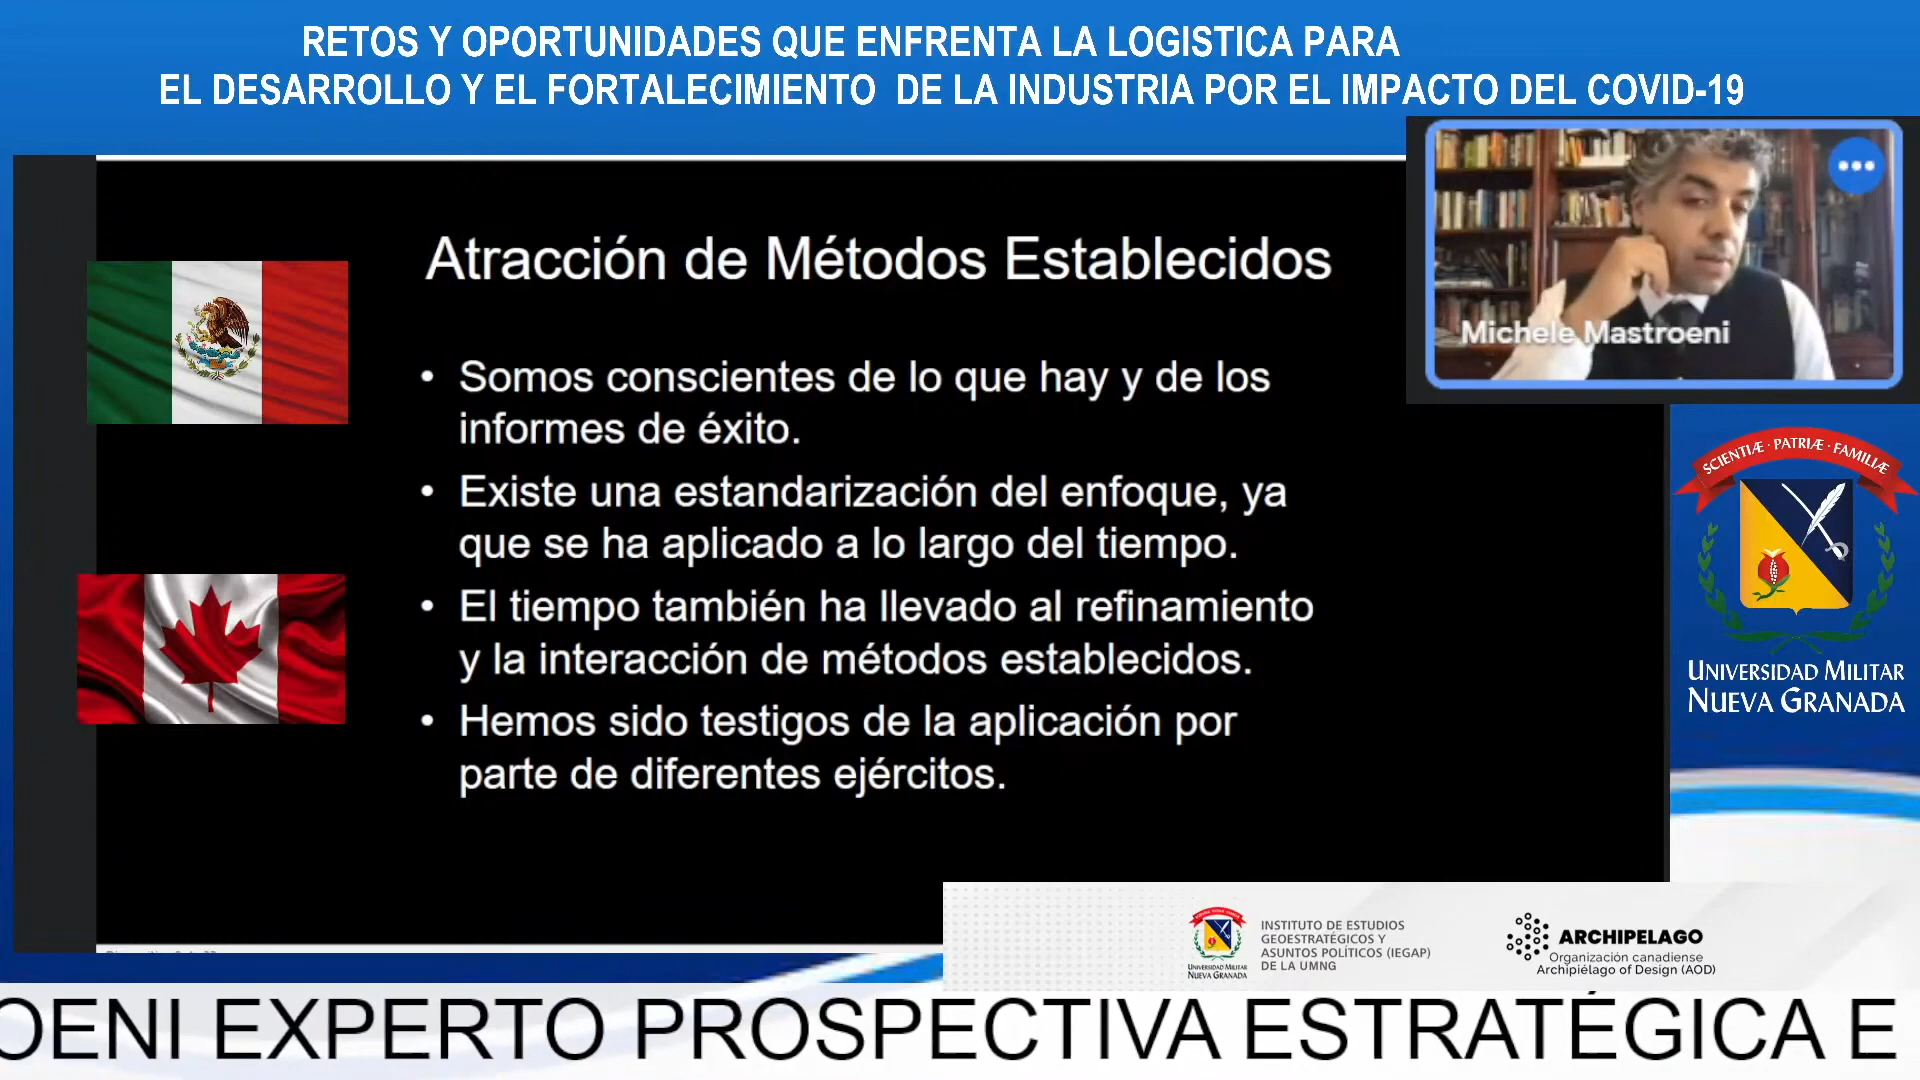 RETOS Y OPORTUNIDADES QUE ENFRENTA LA LOGISTICA PARA
EL DESARROLLO Y EL FORTALECIMIENTO DE LA INDUSTRIA POR EL IMPACTO DEL COVID-19
Michele Mastroeni
Atracción de Métodos Establecidos
• Somos conscientes de lo que hay y de los
informes de éxito.
• Existe una estandarización del enfoque, ya
que se ha aplicado a lo largo del tiempo.
• El tiempo también ha llevado al refinamiento
y la interacción de métodos establecidos.
• Hemos sido testigos de la aplicación por
parte de diferentes ejércitos.
SCIENTIÆ · PATRIÆ · FAMILIÆ
UNIVERSIDAD MILITAR
NUEVA GRANADA
UNIVERSIDAD MILITAR
NUEVA GRANADA
INSTITUTO DE ESTUDIOS
GEOESTRATÉGICOS Y
ASUNTOS POLÍTICOS (IEGAP)
DE LA UMNG
ARCHIPELAGO
Organización canadiense
Archipiélago of Design (AOD)
OENI EXPERTO PROSPECTIVA ESTRATÉGICA E